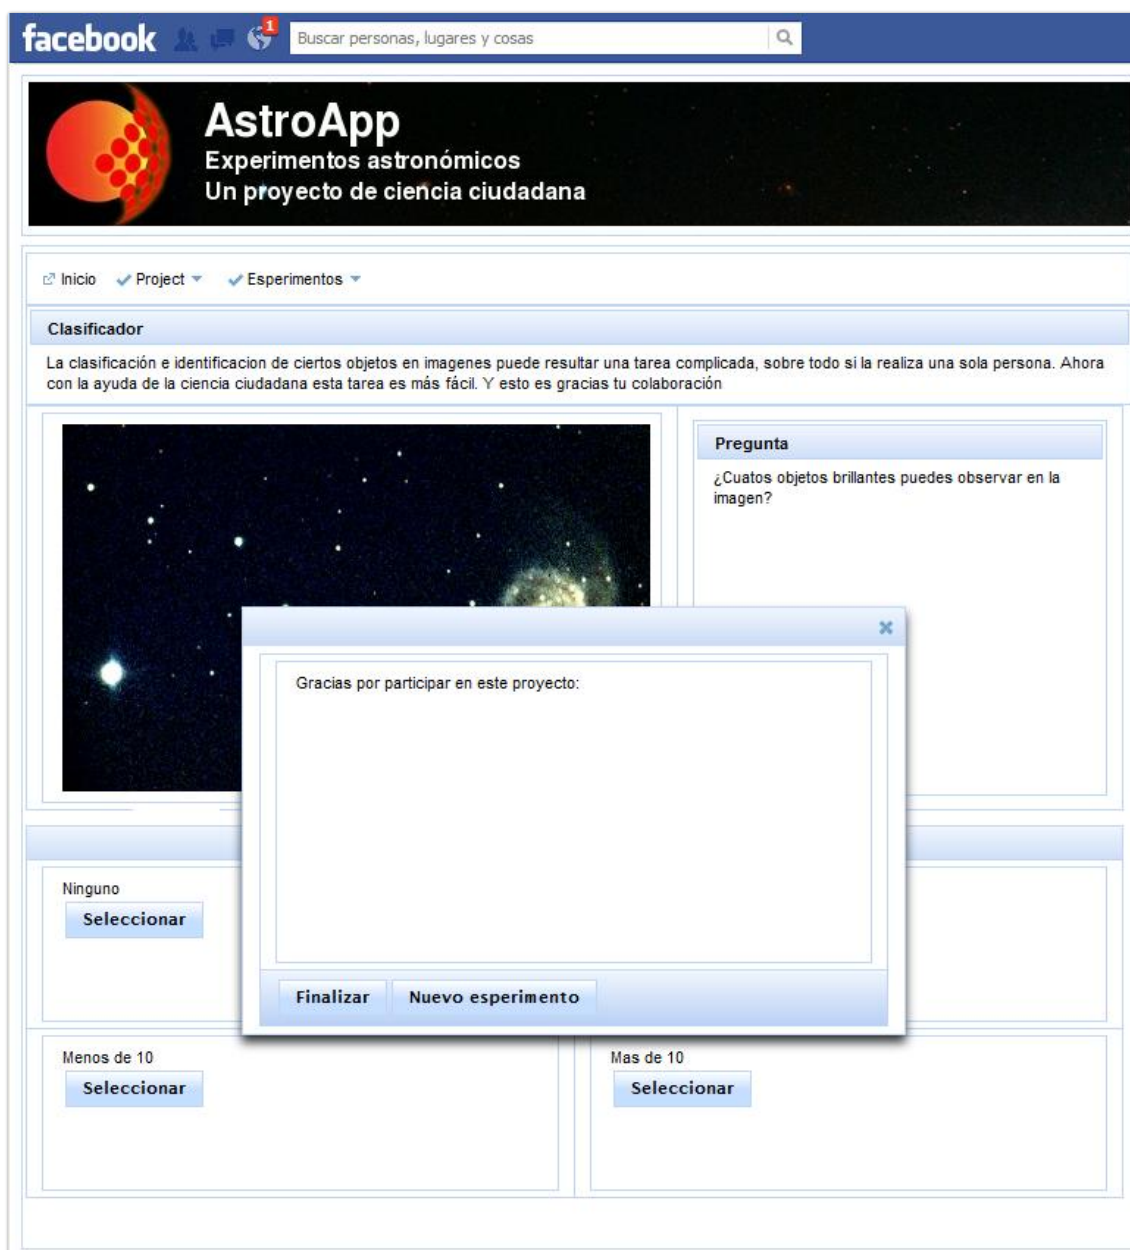 facebook
1
Buscar personas, lugares y cosas
AstroApp
Experimentos astronómicos
Un proyecto de ciencia ciudadana
Inicio Project Esperimentos
Clasificador
La clasificación e identificacion de ciertos objetos en imagenes puede resultar una tarea complicada, sobre todo si la realiza una sola persona. Ahora
con la ayuda de la ciencia ciudadana esta tarea es más fácil. Y esto es gracias tu colaboración
Pregunta
¿Cuatos objetos brillantes puedes observar en la
imagen?
Gracias por participar en este proyecto:
Finalizar Nuevo esperimento
Ninguno
Seleccionar
Menos de 10
Seleccionar
Mas de 10
Seleccionar